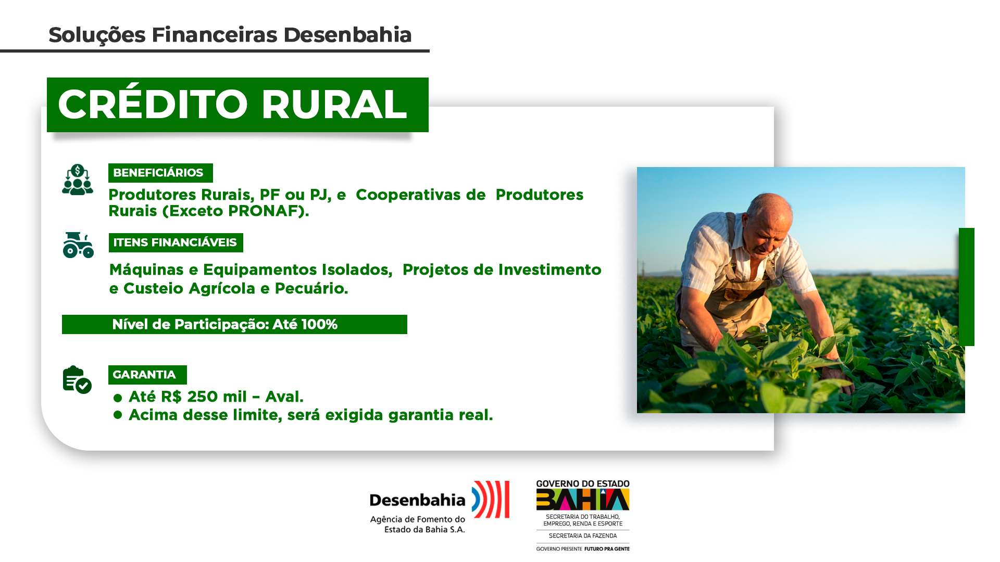 Soluções Financeiras Desenbahia
CRÉDITO RURAL
BENEFICIÁRIOS
Produtores Rurais, PF ou PJ, e Cooperativas de Produtores
Rurais (Exceto PRONAF).
ITENS FINANCIÁVEIS
Máquinas e Equipamentos Isolados, Projetos de Investimento
e Custeio Agrícola e Pecuário.
Nível de Participação: Até 100%
GARANTIA
● Até R$ 250 mil – Aval.
● Acima desse limite, será exigida garantia real.
Desenbahia
Agência de Fomento do
Estado da Bahia S.A.
GOVERNO DO ESTADO
BAHIA
SECRETARIA DO TRABALHO,
EMPREGO, RENDA E ESPORTE
SECRETARIA DA FAZENDA
GOVERNO PRESENTE FUTURO PRA GENTE